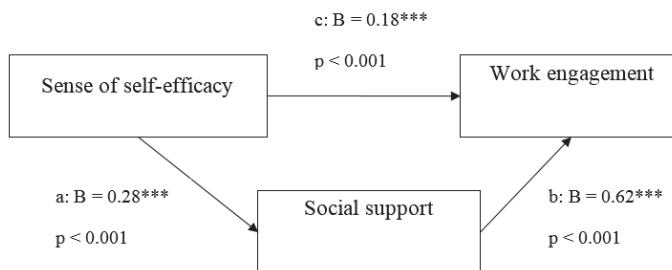 c: B = 0.18***
p < 0.001
Sense of self-efficacy
Work engagement
a: B = 0.28***
p < 0.001
Social support
b: B = 0.62***
p < 0.001